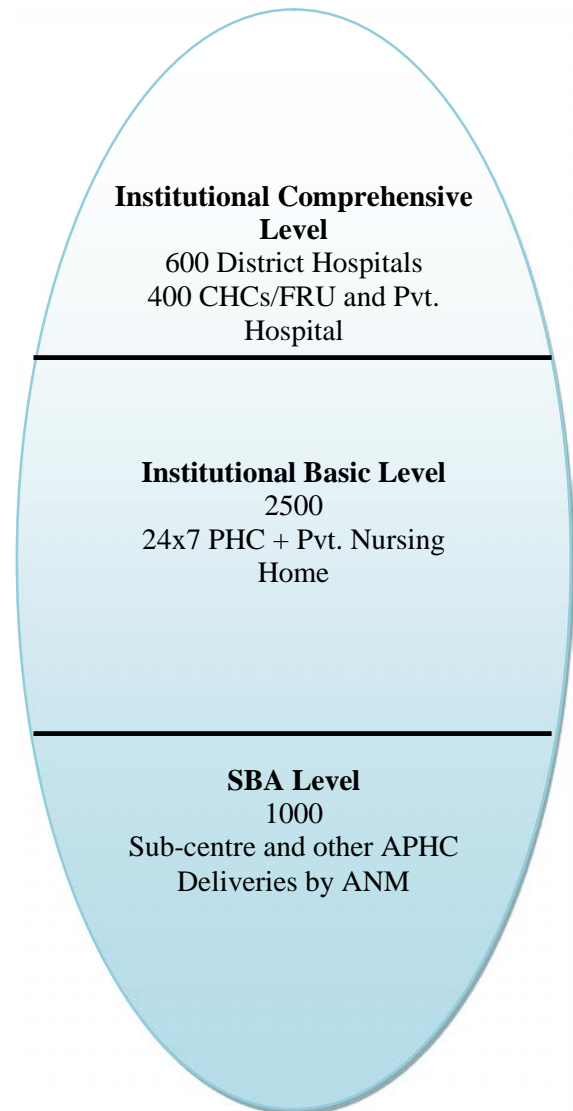 Institutional Comprehensive
Level
600 District Hospitals
400 CHCs/FRU and Pvt.
Hospital
Institutional Basic Level
2500
24x7 PHC + Pvt. Nursing
Home
SBA Level
1000
Sub-centre and other APHC
Deliveries by ANM